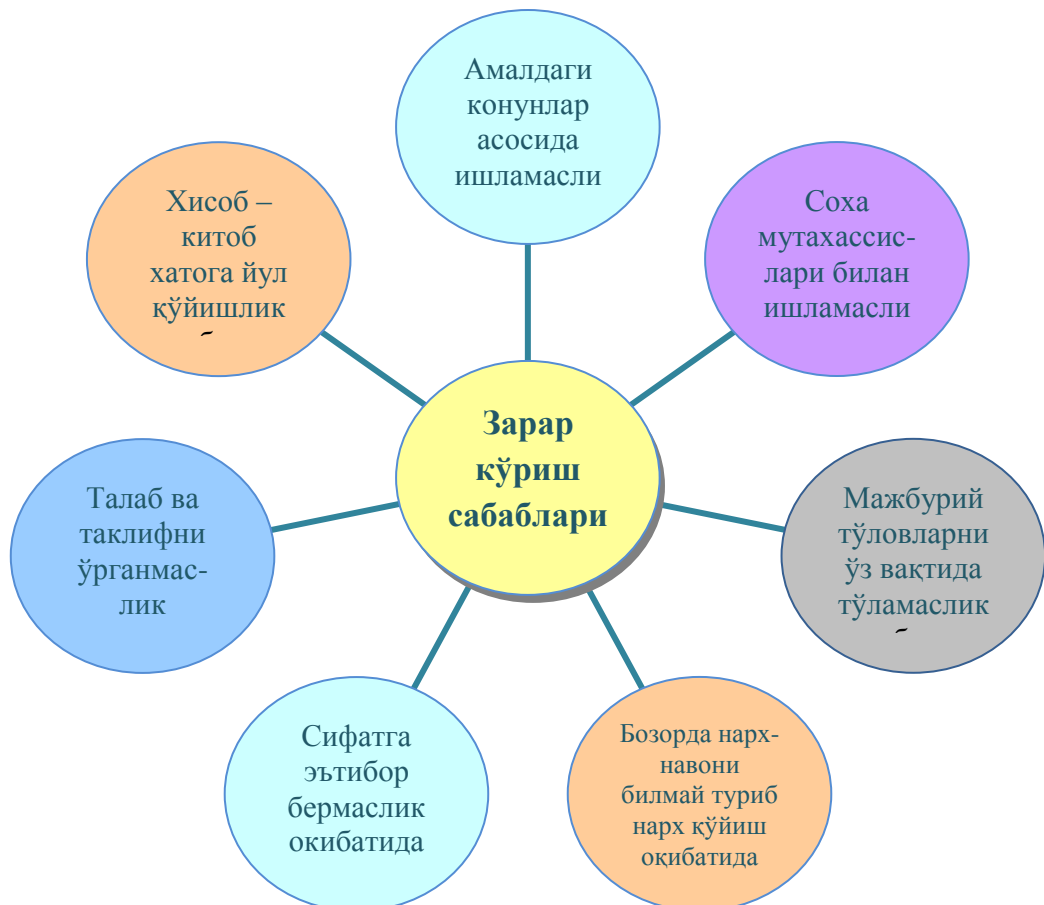 Амалдаги
конунлар
асосида
ишламасли
Соха
мутахассис-
лари билан
ишламасли
Мажбурий
тўловларни
ўз вақтида
тўламаслик
Бозорда нарх-
навони
билмай туриб
нарх қўйиш
оқибатида
Сифатга
эътибор
бермаслик
окибатида
Талаб ва
таклифни
ўрганмас-
лик
Хисоб –
китоб
хатога йул
қўйишлик
Зарар
кўриш
сабаблари